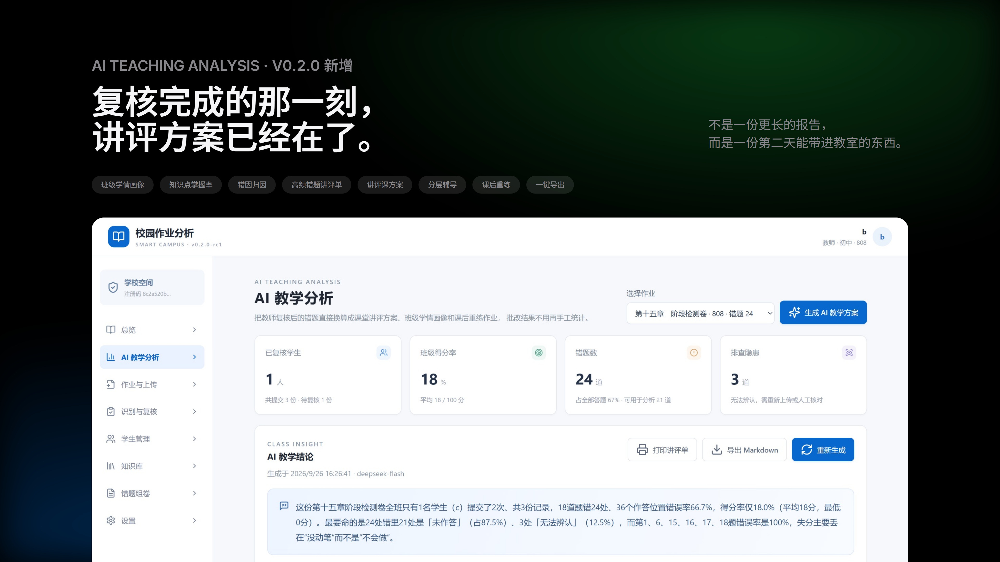 AI TEACHING ANALYSIS · V0.2.0 新增
复核完成的那一刻，
讲评方案已经在了。
不是一份更长的报告，
而是一份第二天能带进教室的东西。
班级学情画像 知识点掌握率 错因归因 高频错题讲评单 讲评课方案 分层辅导 课后重练 一键导出
校园作业分析
SMART CAMPUS · v0.2.0-rc1
b
教师 · 初中 · 808
b
学校空间
注册码 8c2a520b...
总览
AI 教学分析
作业与上传
识别与复核
学生管理
知识库
错题组卷
设置
AI TEACHING ANALYSIS
AI 教学分析
把教师复核后的错题直接换算成课堂讲评方案、班级学情画像和课后重练作业， 批改结果不用再手工统计。
选择作业
第十五章 阶段检测卷 · 808 · 错题 24
生成 AI 教学方案
已复核学生
1 人
共提交 3 份 · 待复核 1 份
班级得分率
18 %
平均 18 / 100 分
错题数
24 道
占全部答题 67% · 可用于分析 21 道
排查隐患
3 道
无法辨认，需重新上传或人工核对
CLASS INSIGHT
AI 教学结论
生成于 2026/9/26 16:26:41 · deepseek-flash
打印讲评单
导出 Markdown
重新生成
这份第十五章阶段检测卷全班只有1名学生（c）提交了2次、共3份记录，18道题错24处、36个作答位置错误率66.7%，得分率仅18.0%（平均18分，最低
0分）。最要命的是24处错里21处是「未作答」（占87.5%）、3处「无法辨认」（12.5%），而第1、6、15、16、17、18题错误率是100%，失分主要丢
在“没动笔”而不是“不会做”。